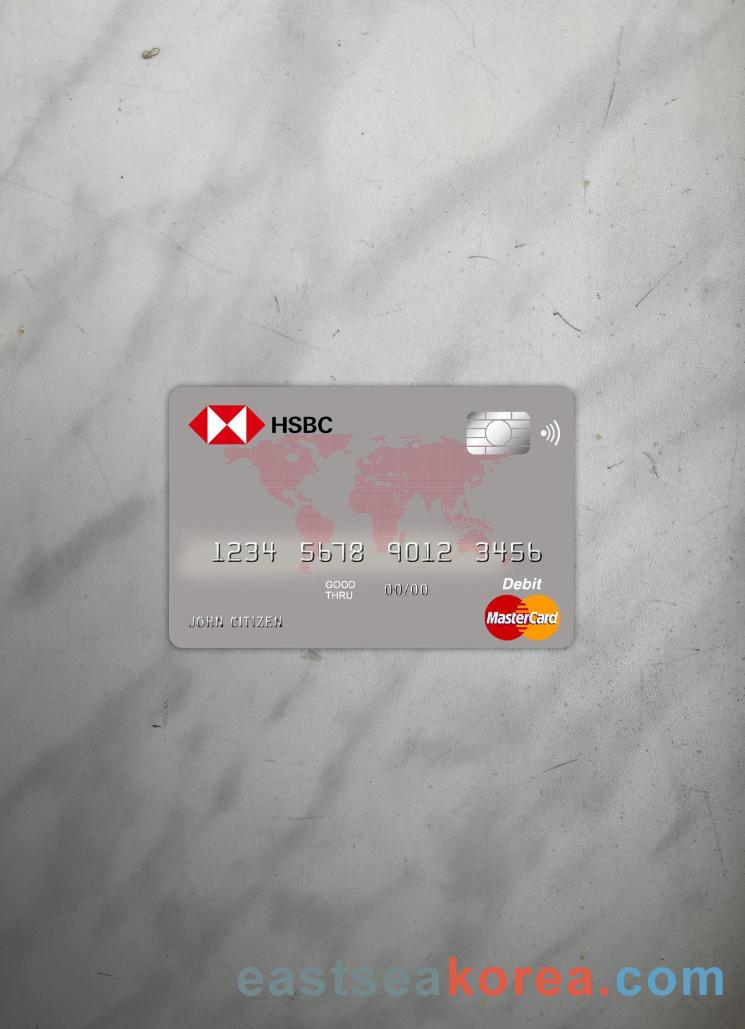 HSBC
1234 5678 9012 3456
GOOD
THRU
00/00
Debit
MasterCard
JOHN CITIZEN
eastseakorea.com